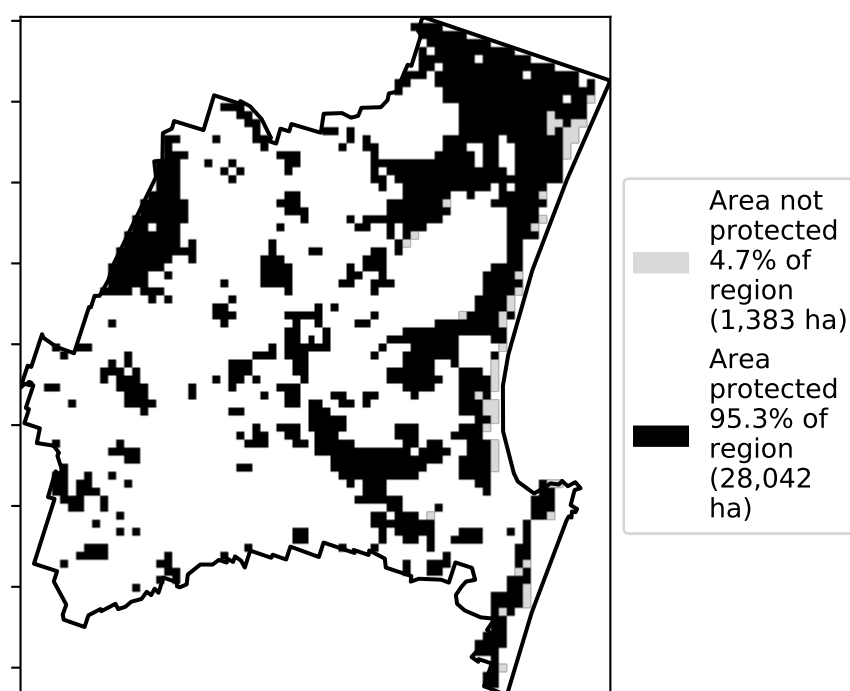 Area not
protected
4.7% of
region
(1,383 ha)
Area
protected
95.3% of
region
(28,042
ha)